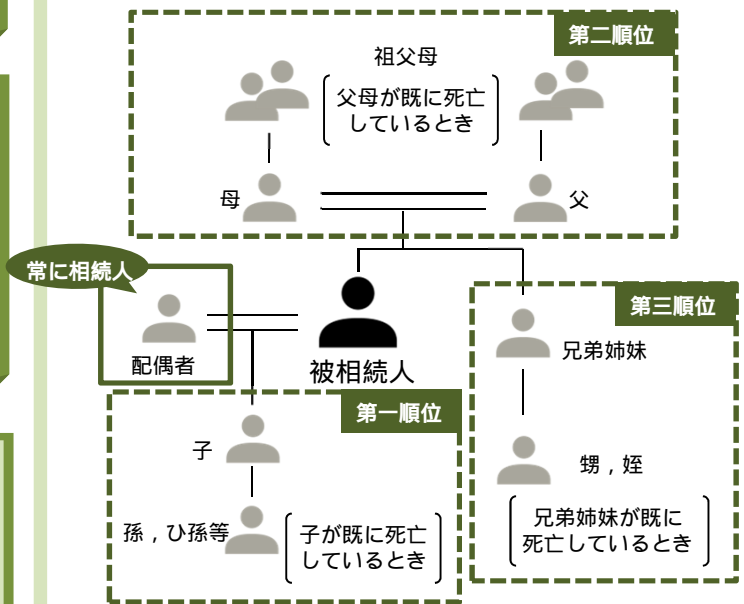 第二順位
祖父母
父母が既に死亡
しているとき
母
父
常に相続人
配偶者
被相続人
第三順位
兄弟姉妹
甥，姪
兄弟姉妹が既に
死亡しているとき
第一順位
子
孫，ひ孫等
子が既に死亡
しているとき